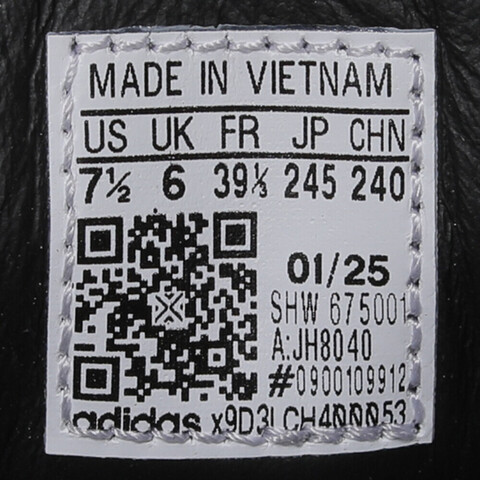 MADE IN VIETNAM
US UK FR JP CHN
7½ 6 39⅓ 245 240
01/25
SHW 675001
A:JH8040
#0900109912
adidas x9D3LCH400053